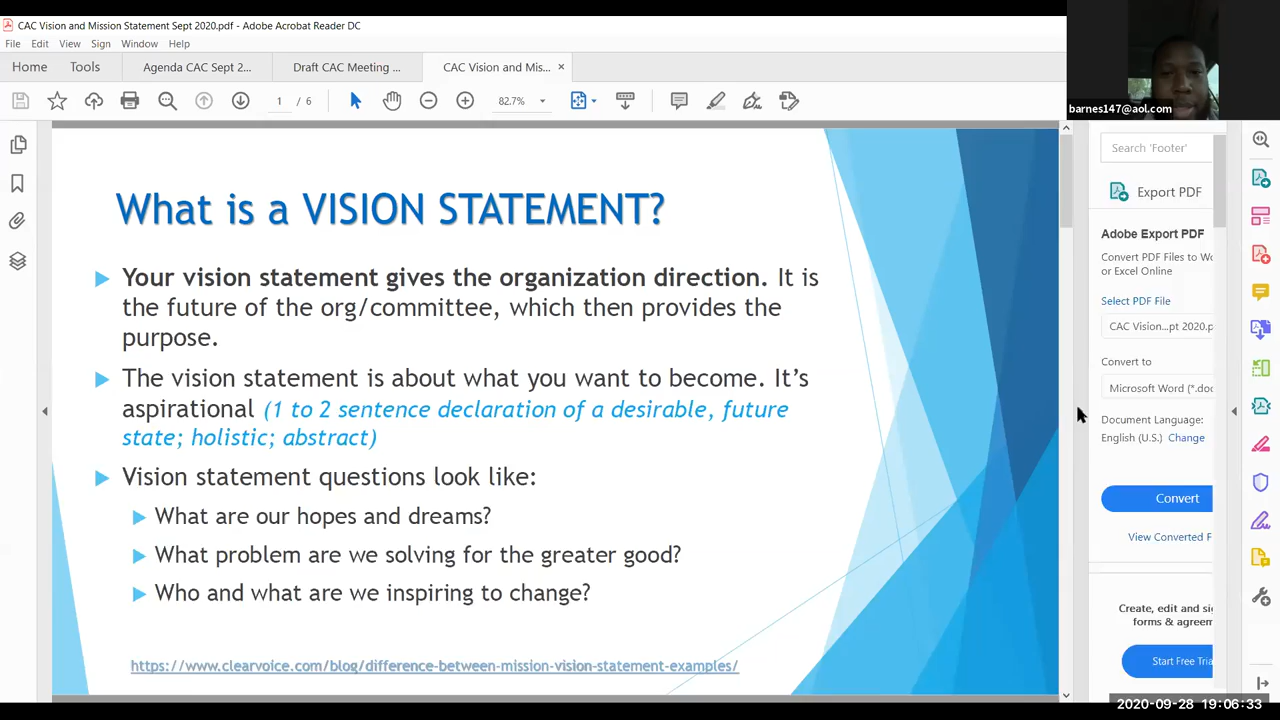 CAC Vision and Mission Statement Sept 2020.pdf - Adobe Acrobat Reader DC
File Edit View Sign Window Help
Home Tools Agenda CAC Sept 2... Draft CAC Meeting ... CAC Vision and Mis... ×
1 / 6 82.7%
barnes147@aol.com
Search 'Footer'
Export PDF
Adobe Export PDF
Convert PDF Files to Wo
or Excel Online
Select PDF File
CAC Vision...pt 2020.p
Convert to
Microsoft Word (*.doc
Document Language:
English (U.S.) Change
Convert
View Converted F
Create, edit and si
forms & agreem
Start Free Tria
What is a VISION STATEMENT?
Your vision statement gives the organization direction. It is
the future of the org/committee, which then provides the
purpose.
The vision statement is about what you want to become. It's
aspirational (1 to 2 sentence declaration of a desirable, future
state; holistic; abstract)
Vision statement questions look like:
What are our hopes and dreams?
What problem are we solving for the greater good?
Who and what are we inspiring to change?
https://www.clearvoice.com/blog/difference-between-mission-vision-statement-examples/
2020-09-28 19:06:33